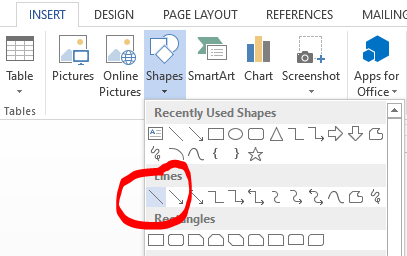 INSERT DESIGN PAGE LAYOUT REFERENCES MAILING
Table Pictures Online Pictures Shapes SmartArt Chart Screenshot Apps for Office
Tables
Recently Used Shapes
Lines
Rectangles